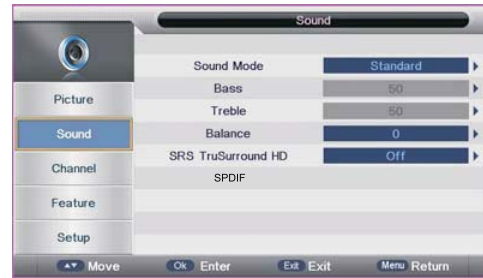 Sound
Sound Mode Standard
Bass 50
Treble 50
Balance 0
SRS TruSurround HD Off
SPDIF
Picture
Sound
Channel
Feature
Setup
Move Ok Enter Exit Exit Menu Return